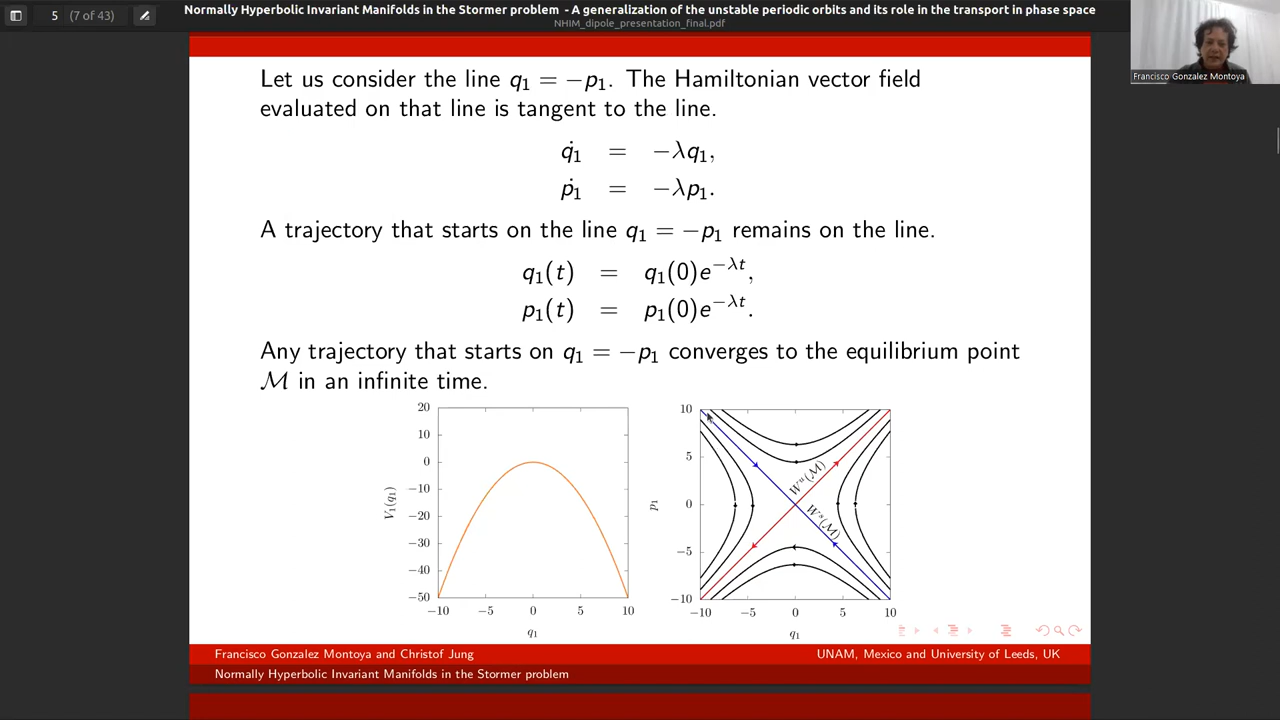 5 (7 of 43)
Normally Hyperbolic Invariant Manifolds in the Stormer problem - A generalization of the unstable periodic orbits and its role in the transport in phase space
NHIM_dipole_presentation_final.pdf
Francisco Gonzalez Montoya
Let us consider the line q₁ = −p₁. The Hamiltonian vector field
evaluated on that line is tangent to the line.
q̇₁ = −λq₁,
ṗ₁ = −λp₁.
A trajectory that starts on the line q₁ = −p₁ remains on the line.
q₁(t) = q₁(0)e^{−λt},
p₁(t) = p₁(0)e^{−λt}.
Any trajectory that starts on q₁ = −p₁ converges to the equilibrium point
ℳ in an infinite time.
20
10
0
−10
−20
−30
−40
−50
V₁(q₁)
−10 −5 0 5 10
q₁
10
5
0
−5
−10
p₁
Wᵘ(ℳ)
Wˢ(ℳ)
−10 −5 0 5 10
q₁
Francisco Gonzalez Montoya and Christof Jung UNAM, Mexico and University of Leeds, UK
Normally Hyperbolic Invariant Manifolds in the Stormer problem